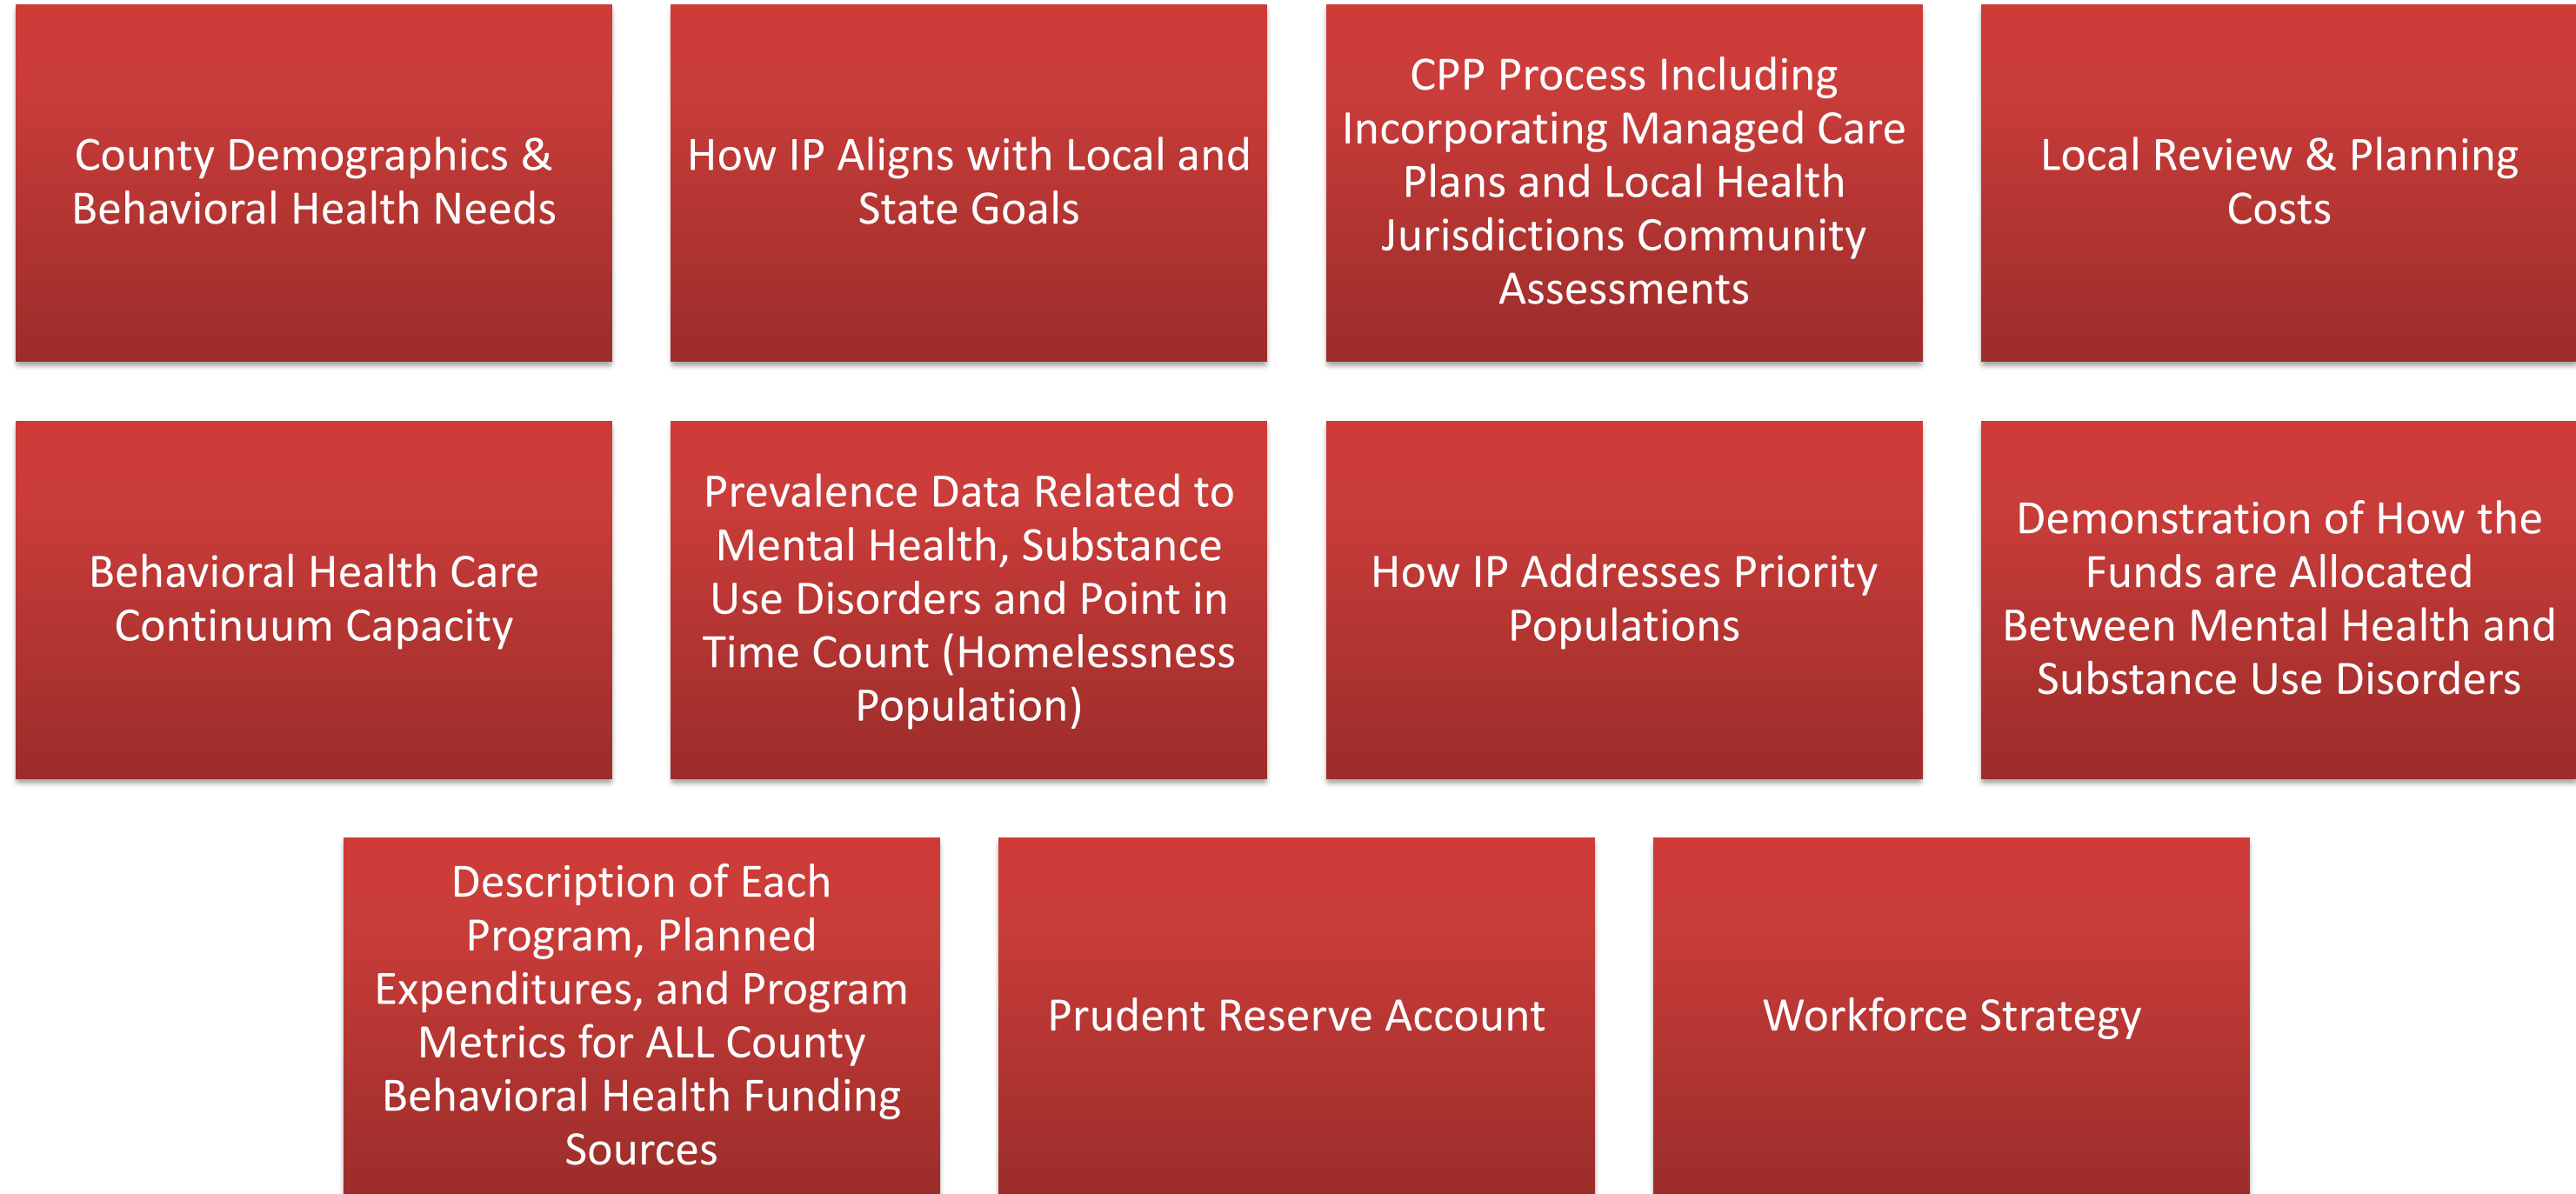 County Demographics &
Behavioral Health Needs
How IP Aligns with Local and
State Goals
CPP Process Including
Incorporating Managed Care
Plans and Local Health
Jurisdictions Community
Assessments
Local Review & Planning
Costs
Behavioral Health Care
Continuum Capacity
Prevalence Data Related to
Mental Health, Substance
Use Disorders and Point in
Time Count (Homelessness
Population)
How IP Addresses Priority
Populations
Demonstration of How the
Funds are Allocated
Between Mental Health and
Substance Use Disorders
Description of Each
Program, Planned
Expenditures, and Program
Metrics for ALL County
Behavioral Health Funding
Sources
Prudent Reserve Account
Workforce Strategy